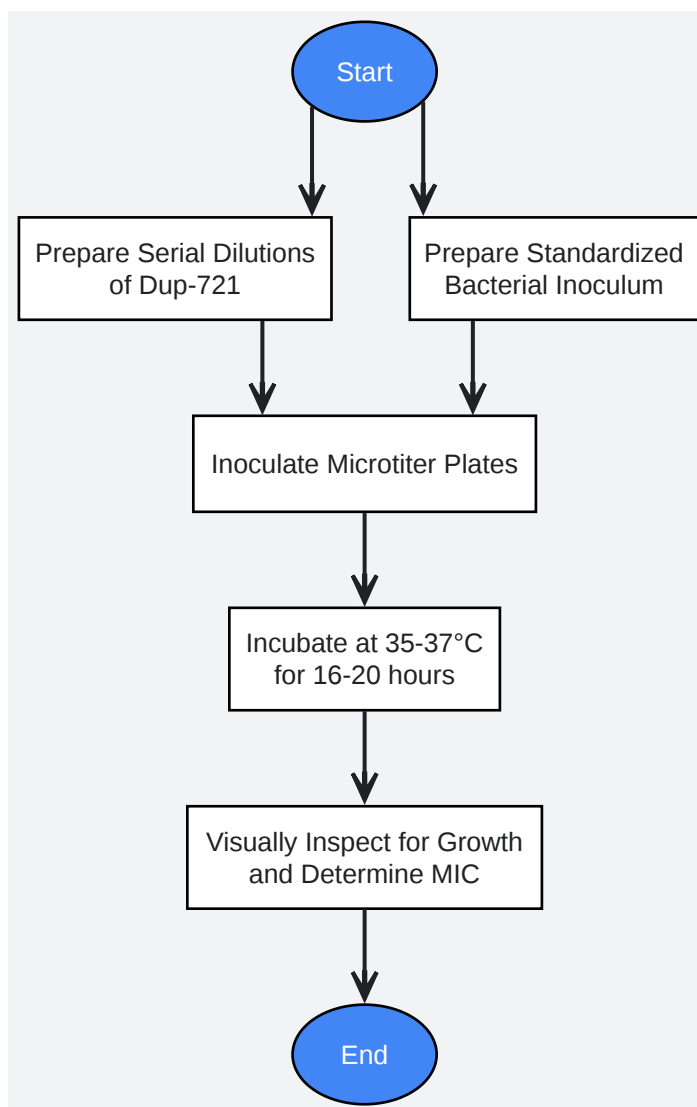 Start
Prepare Serial Dilutions
of Dup-721
Prepare Standardized
Bacterial Inoculum
Inoculate Microtiter Plates
Incubate at 35-37°C
for 16-20 hours
Visually Inspect for Growth
and Determine MIC
End